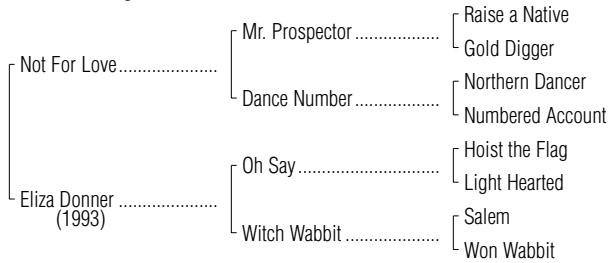 Raise a Native
Mr. Prospector ..................
Gold Digger
Not For Love.....................
Northern Dancer
Dance Number ..................
Numbered Account
Hoist the Flag
Oh Say..............................
Light Hearted
Eliza Donner .....................
(1993)
Salem
Witch Wabbit ....................
Won Wabbit